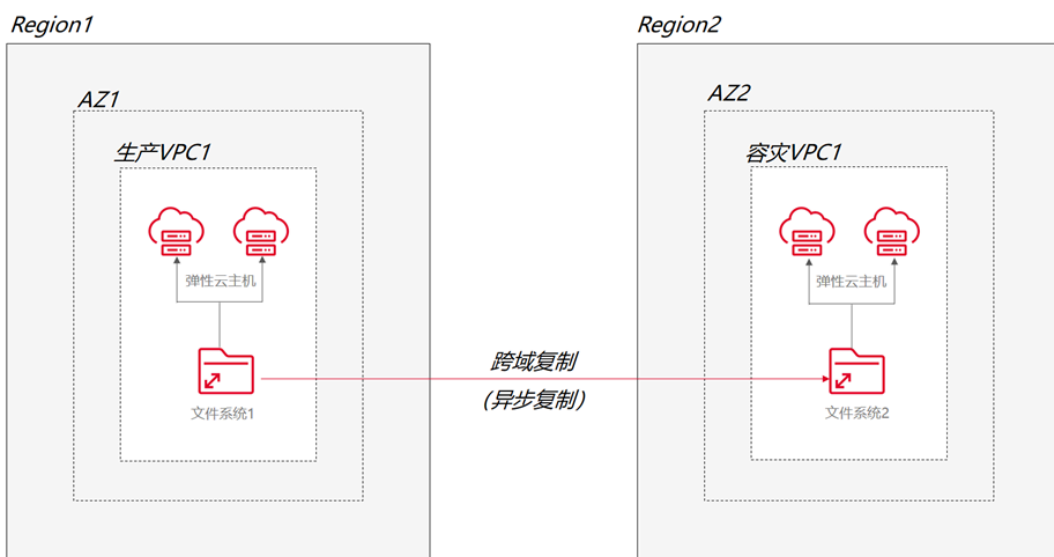 Region1
Region2
AZ1
AZ2
生产VPC1
容灾VPC1
弹性云主机
弹性云主机
跨域复制
(异步复制)
文件系统1
文件系统2